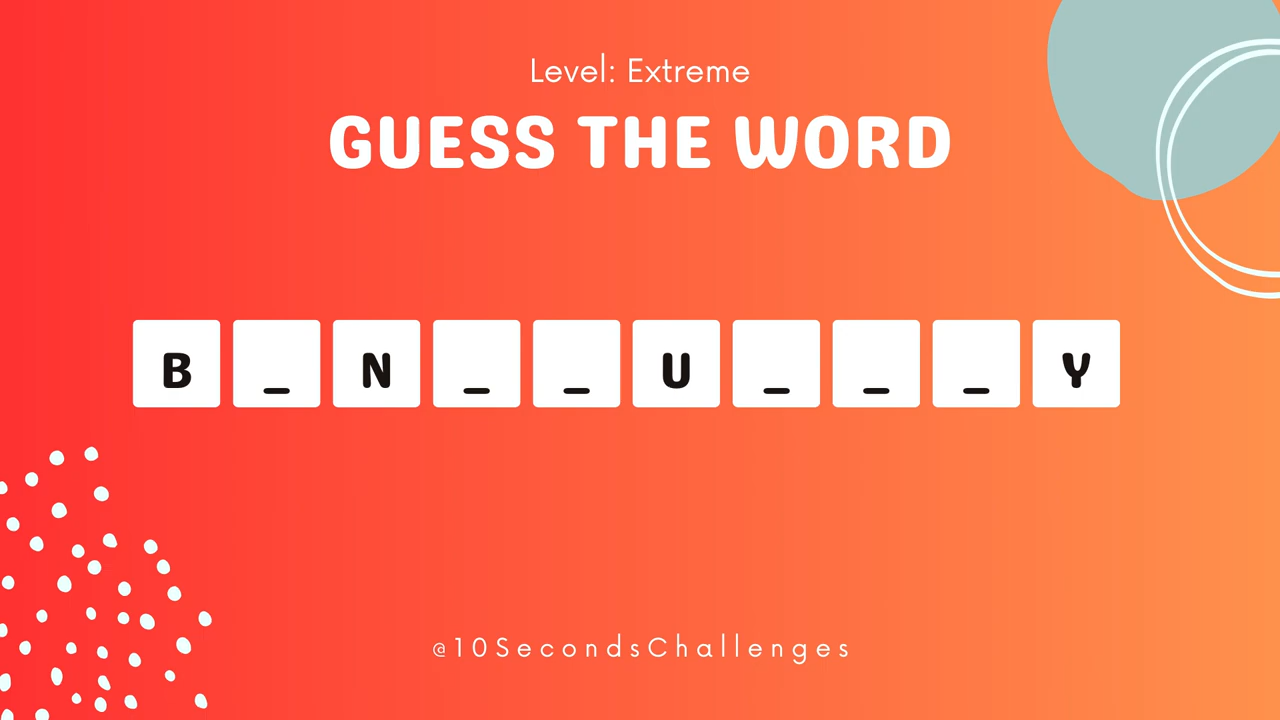 Level: Extreme
GUESS THE WORD
B _ N _ _ U _ _ _ Y
@10SecondsChallenges